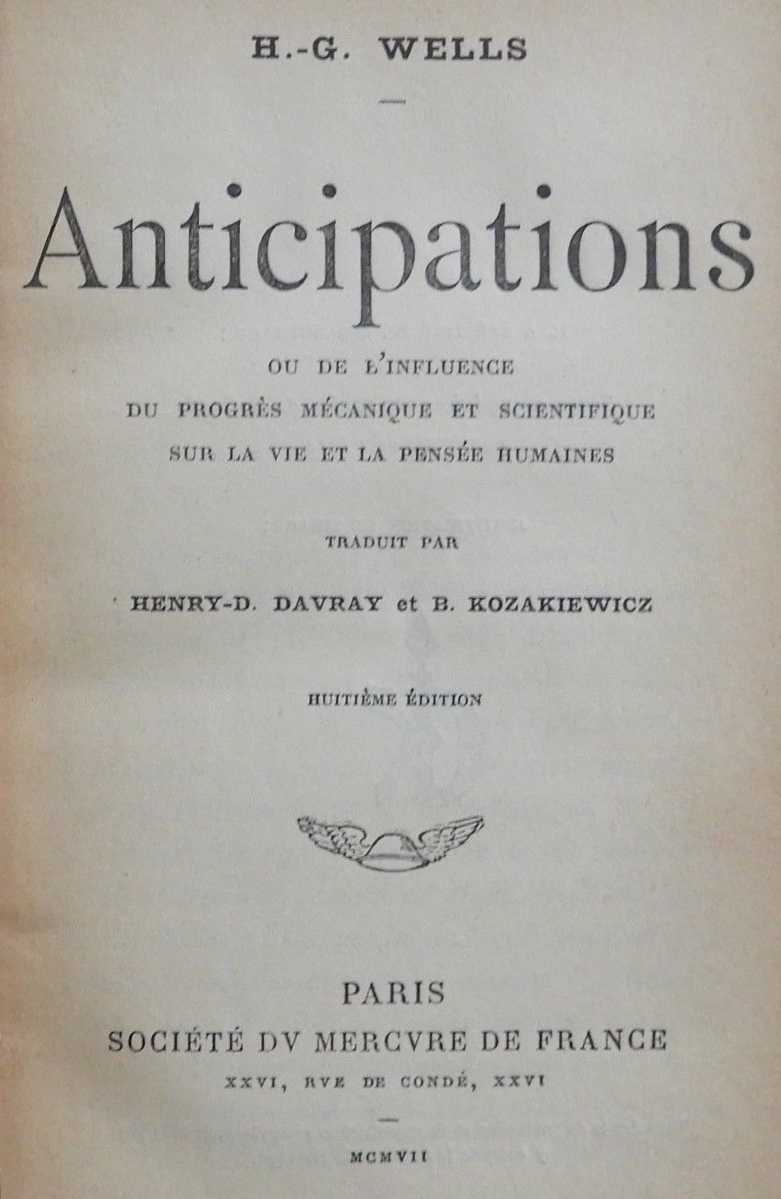 H.-G. WELLS
Anticipations
OU DE L'INFLUENCE
DU PROGRÈS MÉCANIQUE ET SCIENTIFIQUE
SUR LA VIE ET LA PENSÉE HUMAINES
TRADUIT PAR
HENRY-D. DAVRAY et B. KOZAKIEWICZ
HUITIÈME ÉDITION
PARIS
SOCIÉTÉ DV MERCVRE DE FRANCE
XXVI, RVE DE CONDÉ, XXVI
MCMVII